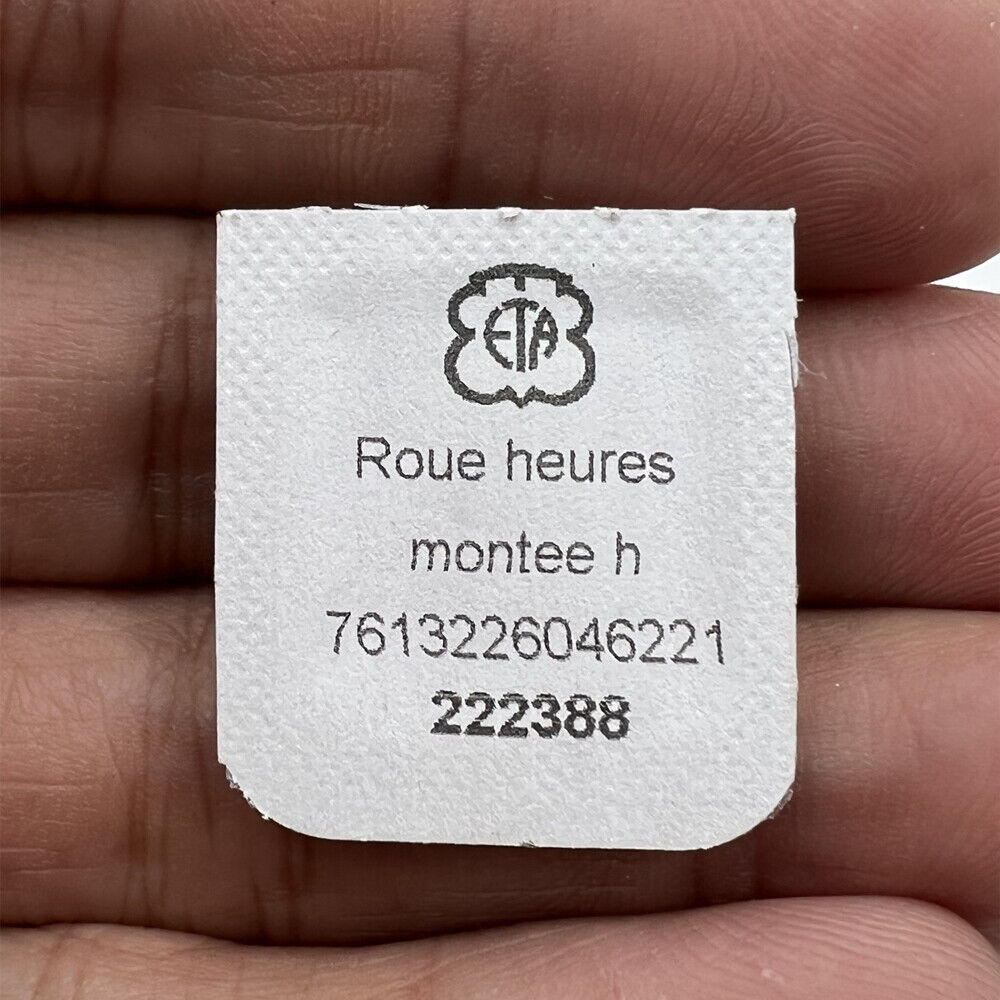 ETA
Roue heures
montee h
7613226046221
222388